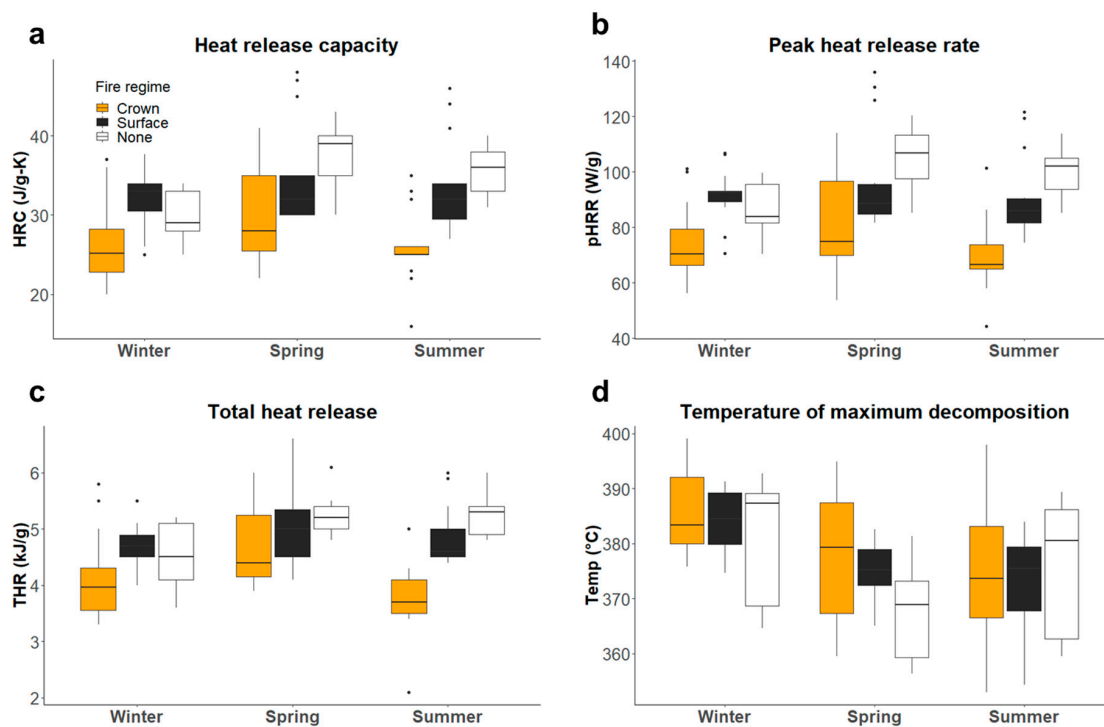 a
Heat release capacity
HRC (J/g-K)
40
30
20
Fire regime
Crown
Surface
None
Winter
Spring
Summer
b
Peak heat release rate
pHRR (W/g)
140
120
100
80
60
40
Winter
Spring
Summer
c
Total heat release
THR (kJ/g)
6
5
4
3
2
Winter
Spring
Summer
d
Temperature of maximum decomposition
Temp (°C)
400
390
380
370
360
Winter
Spring
Summer